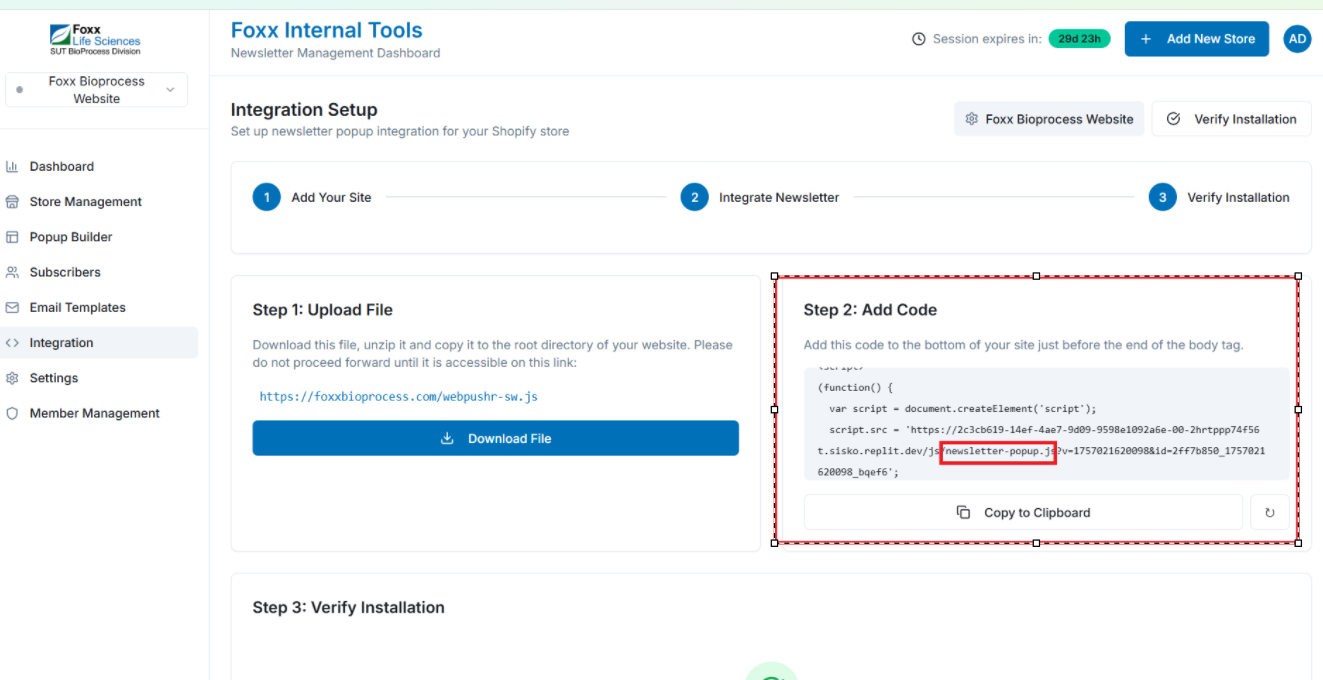 Foxx
Life Sciences
SUT BioProcess Division
Foxx Bioprocess
Website
Dashboard
Store Management
Popup Builder
Subscribers
Email Templates
Integration
Settings
Member Management
Foxx Internal Tools
Newsletter Management Dashboard
Session expires in:
29d 23h
+ Add New Store
AD
Integration Setup
Set up newsletter popup integration for your Shopify store
Foxx Bioprocess Website
Verify Installation
1 Add Your Site
2 Integrate Newsletter
3 Verify Installation
Step 1: Upload File
Download this file, unzip it and copy it to the root directory of your website. Please
do not proceed forward until it is accessible on this link:
https://foxxbioprocess.com/webpushr-sw.js
Download File
Step 2: Add Code
Add this code to the bottom of your site just before the end of the body tag.
<script>
(function() {
var script = document.createElement('script');
script.src = 'https://2c3cb619-14ef-4ae7-9d09-9598e1092a6e-00-2hrtppp74f56
t.sisko.replit.dev/js/newsletter-popup.js?v=1757021620098&id=2ff7b850_1757021
620098_bqef6';
Copy to Clipboard
Step 3: Verify Installation